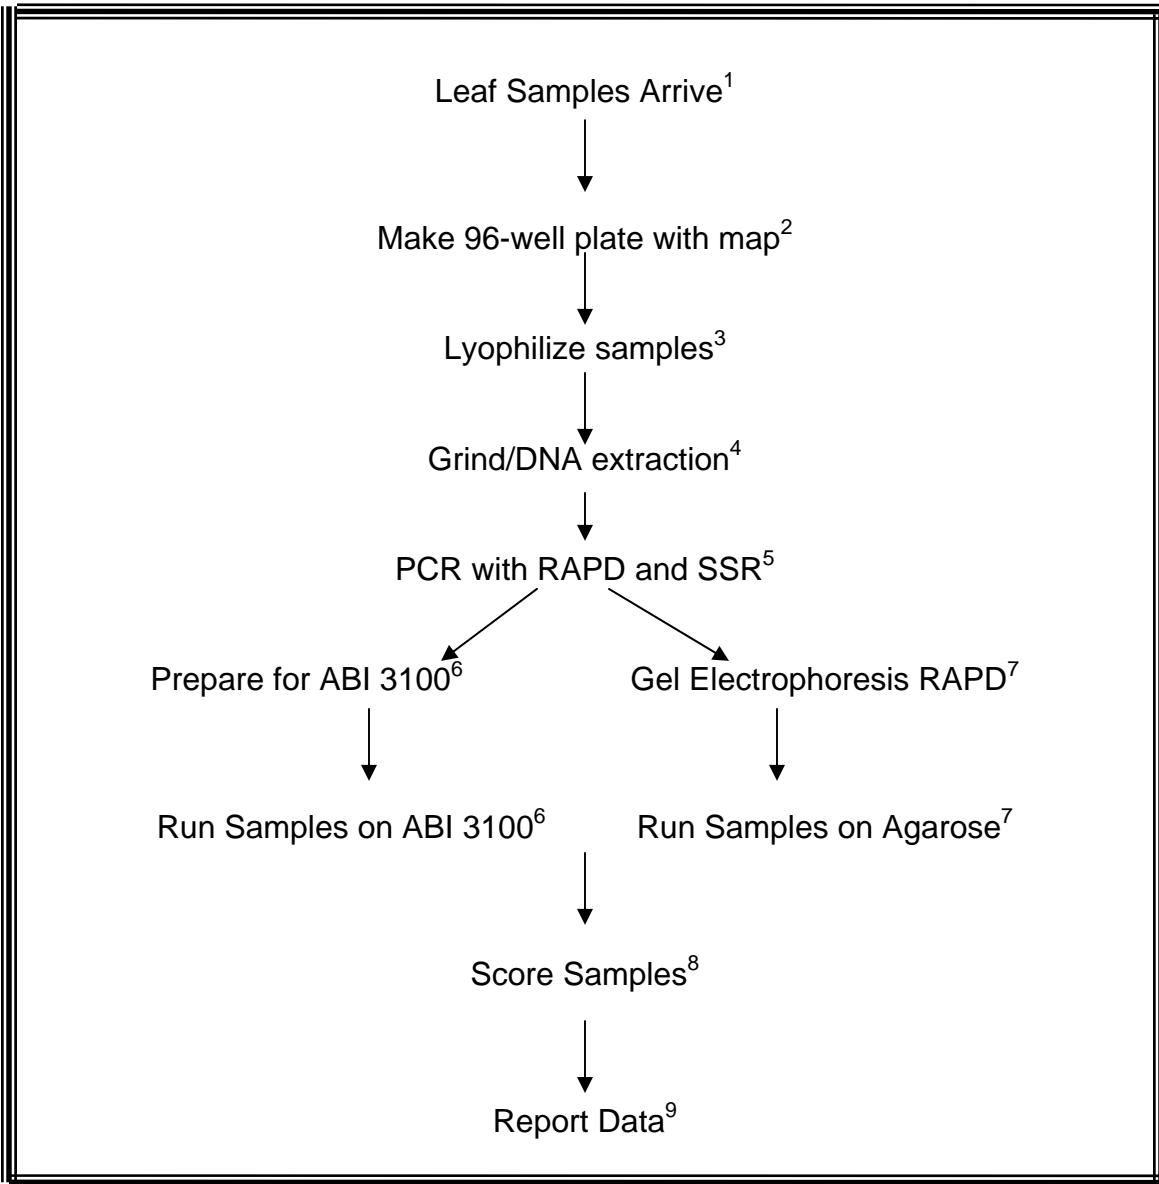 Leaf Samples Arrive¹
Make 96-well plate with map²
Lyophilize samples³
Grind/DNA extraction⁴
PCR with RAPD and SSR⁵
Prepare for ABI 3100⁶
Gel Electrophoresis RAPD⁷
Run Samples on ABI 3100⁶
Run Samples on Agarose⁷
Score Samples⁸
Report Data⁹